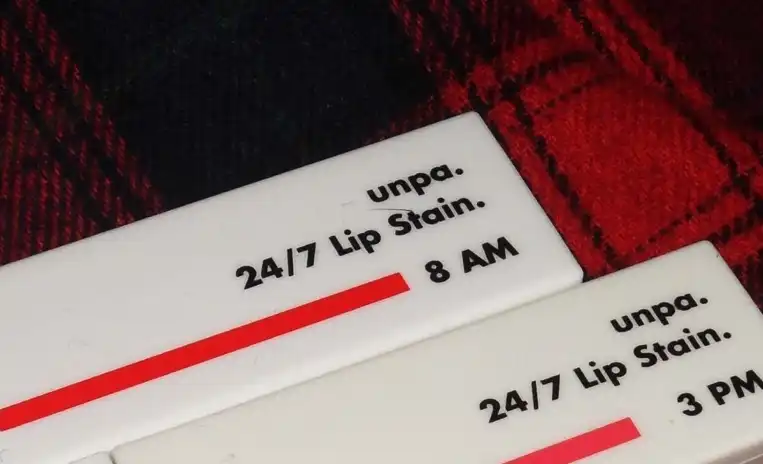 unpa.
24/7 Lip Stain.
8 AM
unpa.
24/7 Lip Stain.
3 PM